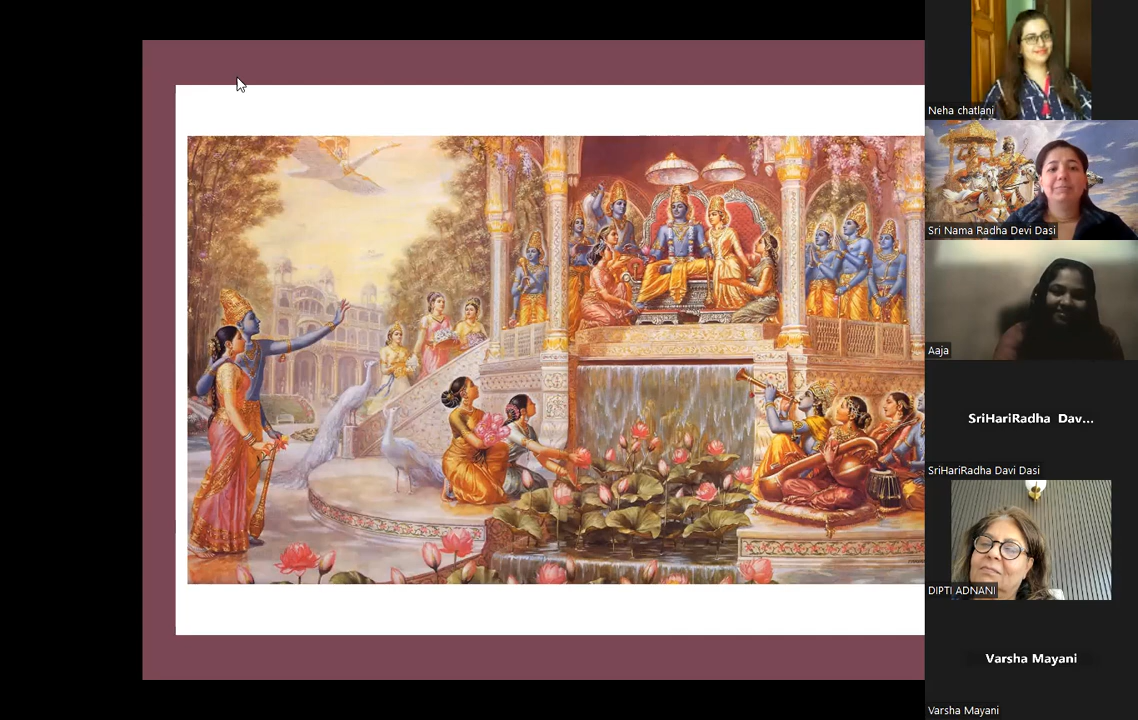 Neha chatlani
Sri Nama Radha Devi Dasi
Aaja
SriHariRadha Dav...
SriHariRadha Davi Dasi
DIPTI ADNANI
Varsha Mayani
Varsha Mayani